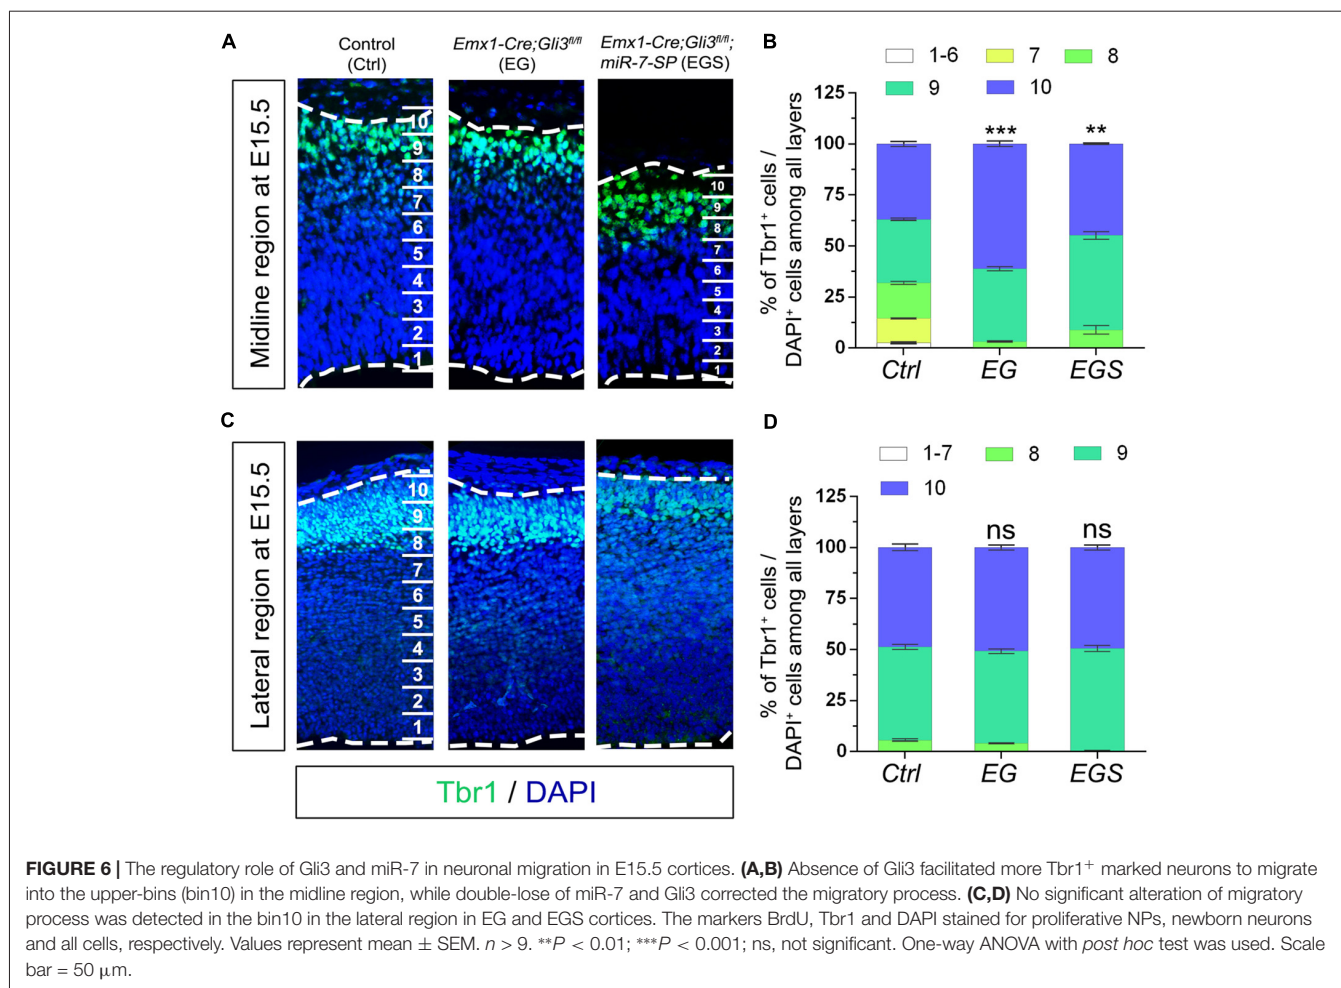 A
Control
(Ctrl)
Emx1-Cre;Gli3fl/fl
(EG)
Emx1-Cre;Gli3fl/fl;
miR-7-SP (EGS)
Midline region at E15.5
10
9
8
7
6
5
4
3
2
1
10
9
8
7
6
5
4
3
2
1
B
1-6
7
8
9
10
% of Tbr1+ cells /
DAPI+ cells among all layers
125
100
75
50
25
0
***
**
Ctrl
EG
EGS
C
Lateral region at E15.5
10
9
8
7
6
5
4
3
2
1
Tbr1 / DAPI
D
1-7
8
9
10
% of Tbr1+ cells /
DAPI+ cells among all layers
125
100
75
50
25
0
ns
ns
Ctrl
EG
EGS
FIGURE 6 | The regulatory role of Gli3 and miR-7 in neuronal migration in E15.5 cortices. (A,B) Absence of Gli3 facilitated more Tbr1+ marked neurons to migrate
into the upper-bins (bin10) in the midline region, while double-lose of miR-7 and Gli3 corrected the migratory process. (C,D) No significant alteration of migratory
process was detected in the bin10 in the lateral region in EG and EGS cortices. The markers BrdU, Tbr1 and DAPI stained for proliferative NPs, newborn neurons
and all cells, respectively. Values represent mean ± SEM. n > 9. **P < 0.01; ***P < 0.001; ns, not significant. One-way ANOVA with post hoc test was used. Scale
bar = 50 μm.